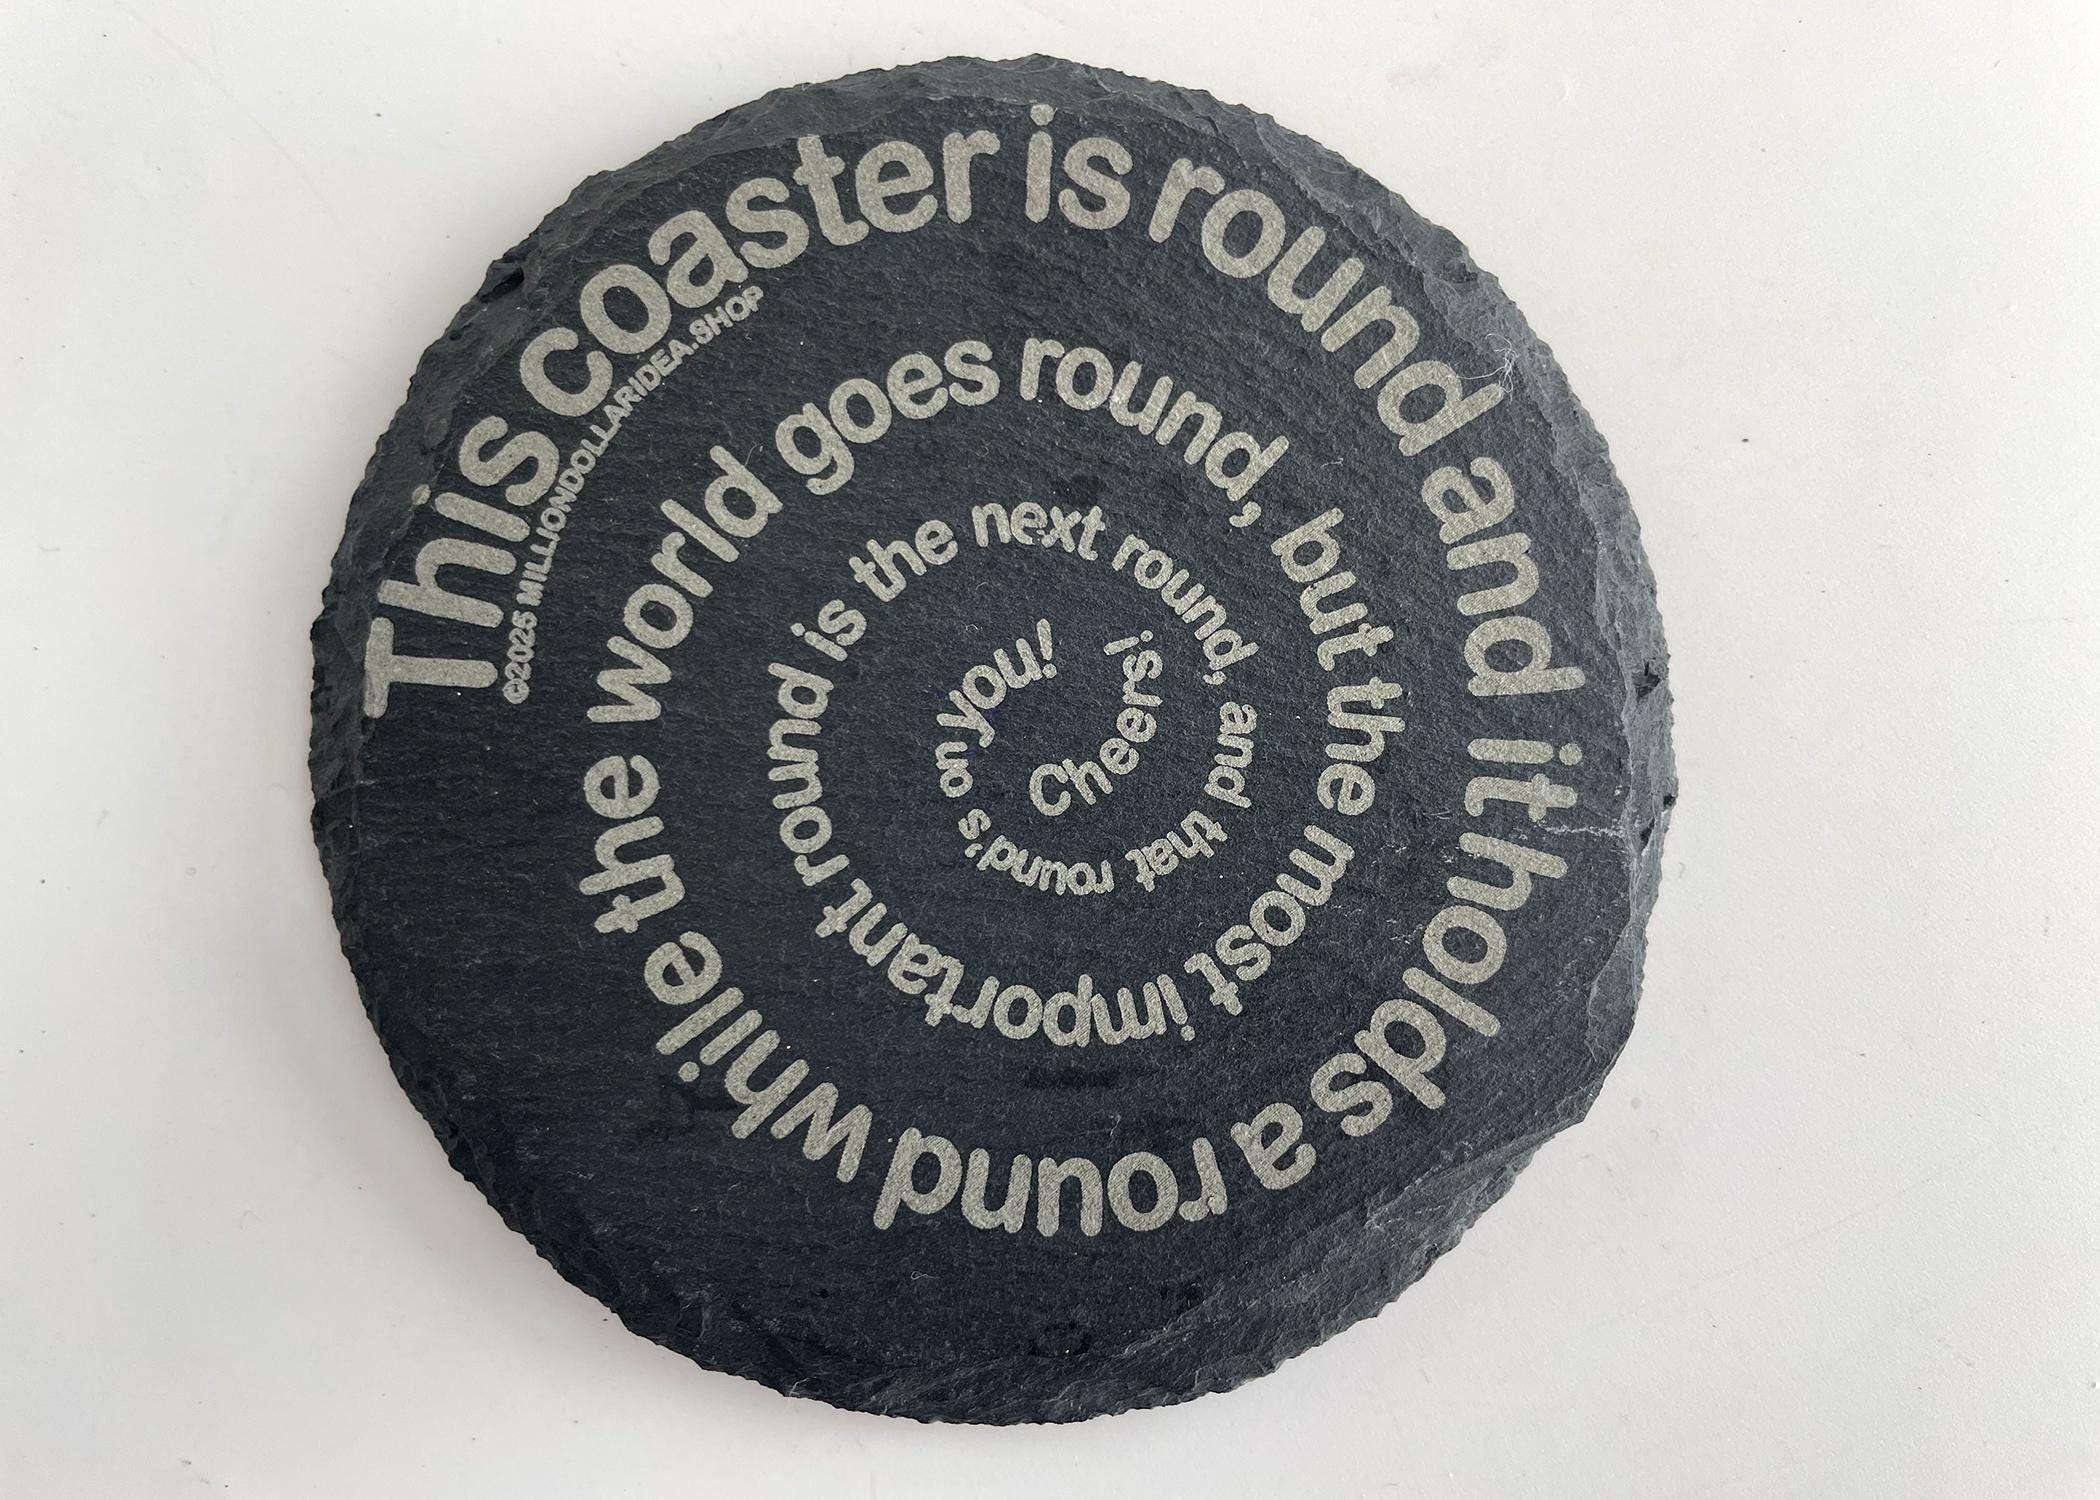 This coaster is round and it holds a round while the world goes round, but the most important round is the next round, and that round's on you! Cheers!
©2025 MILLIONDOLLARIDEA.SHOP